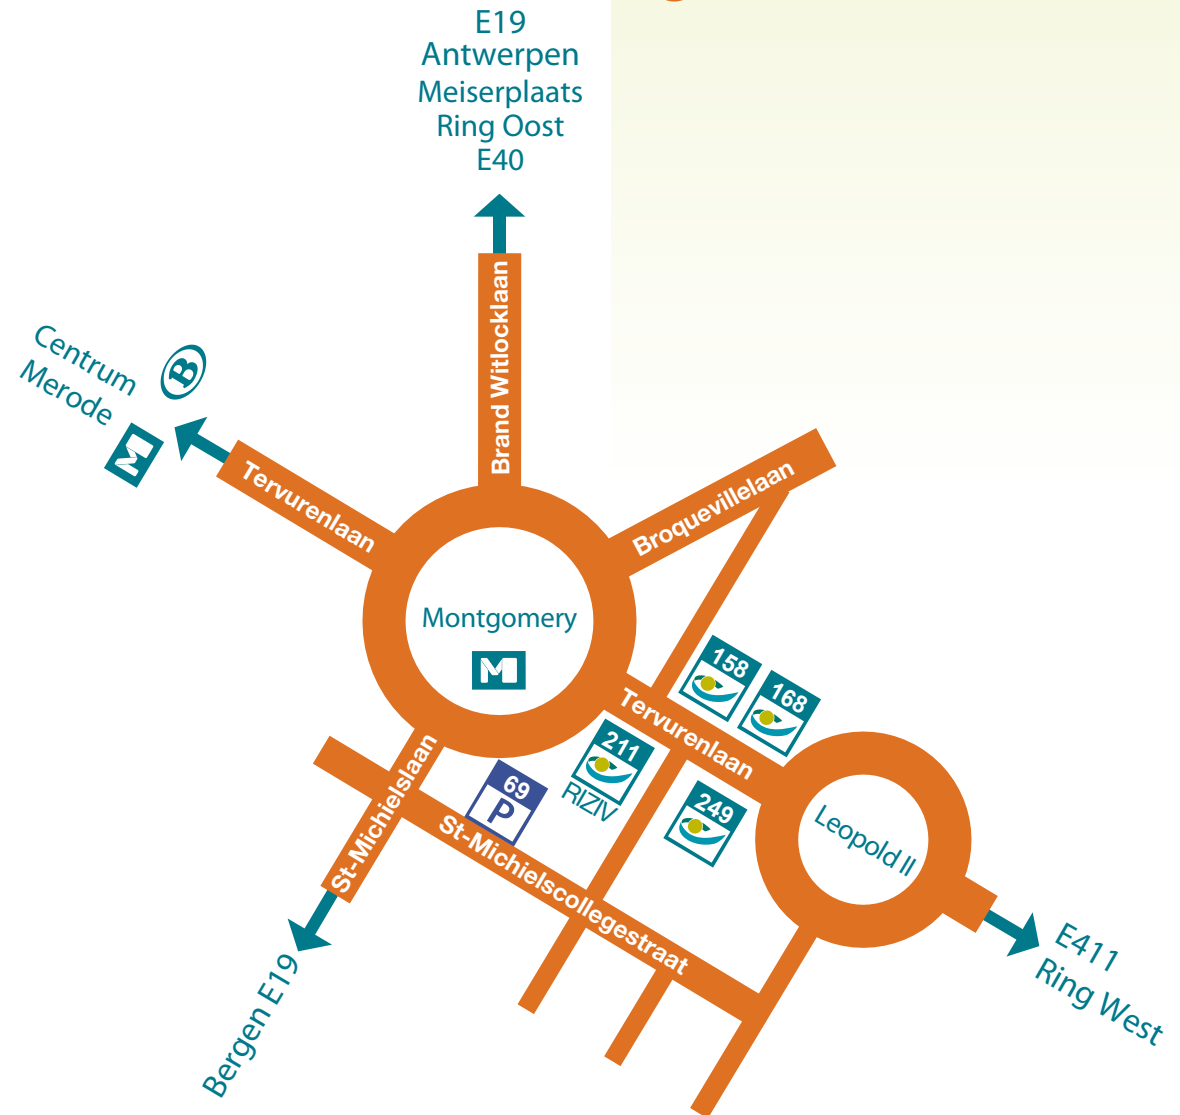 E19
Antwerpen
Meiserplaats
Ring Oost
E40
Brand Witlocklaan
Centrum
Merode
B
M
Tervurenlaan
Broquevillelaan
Montgomery
M
158
168
Tervurenlaan
211
RIZIV
249
69
P
St-Michielslaan
St-Michielscollegestraat
Leopold II
Bergen E19
E411
Ring West